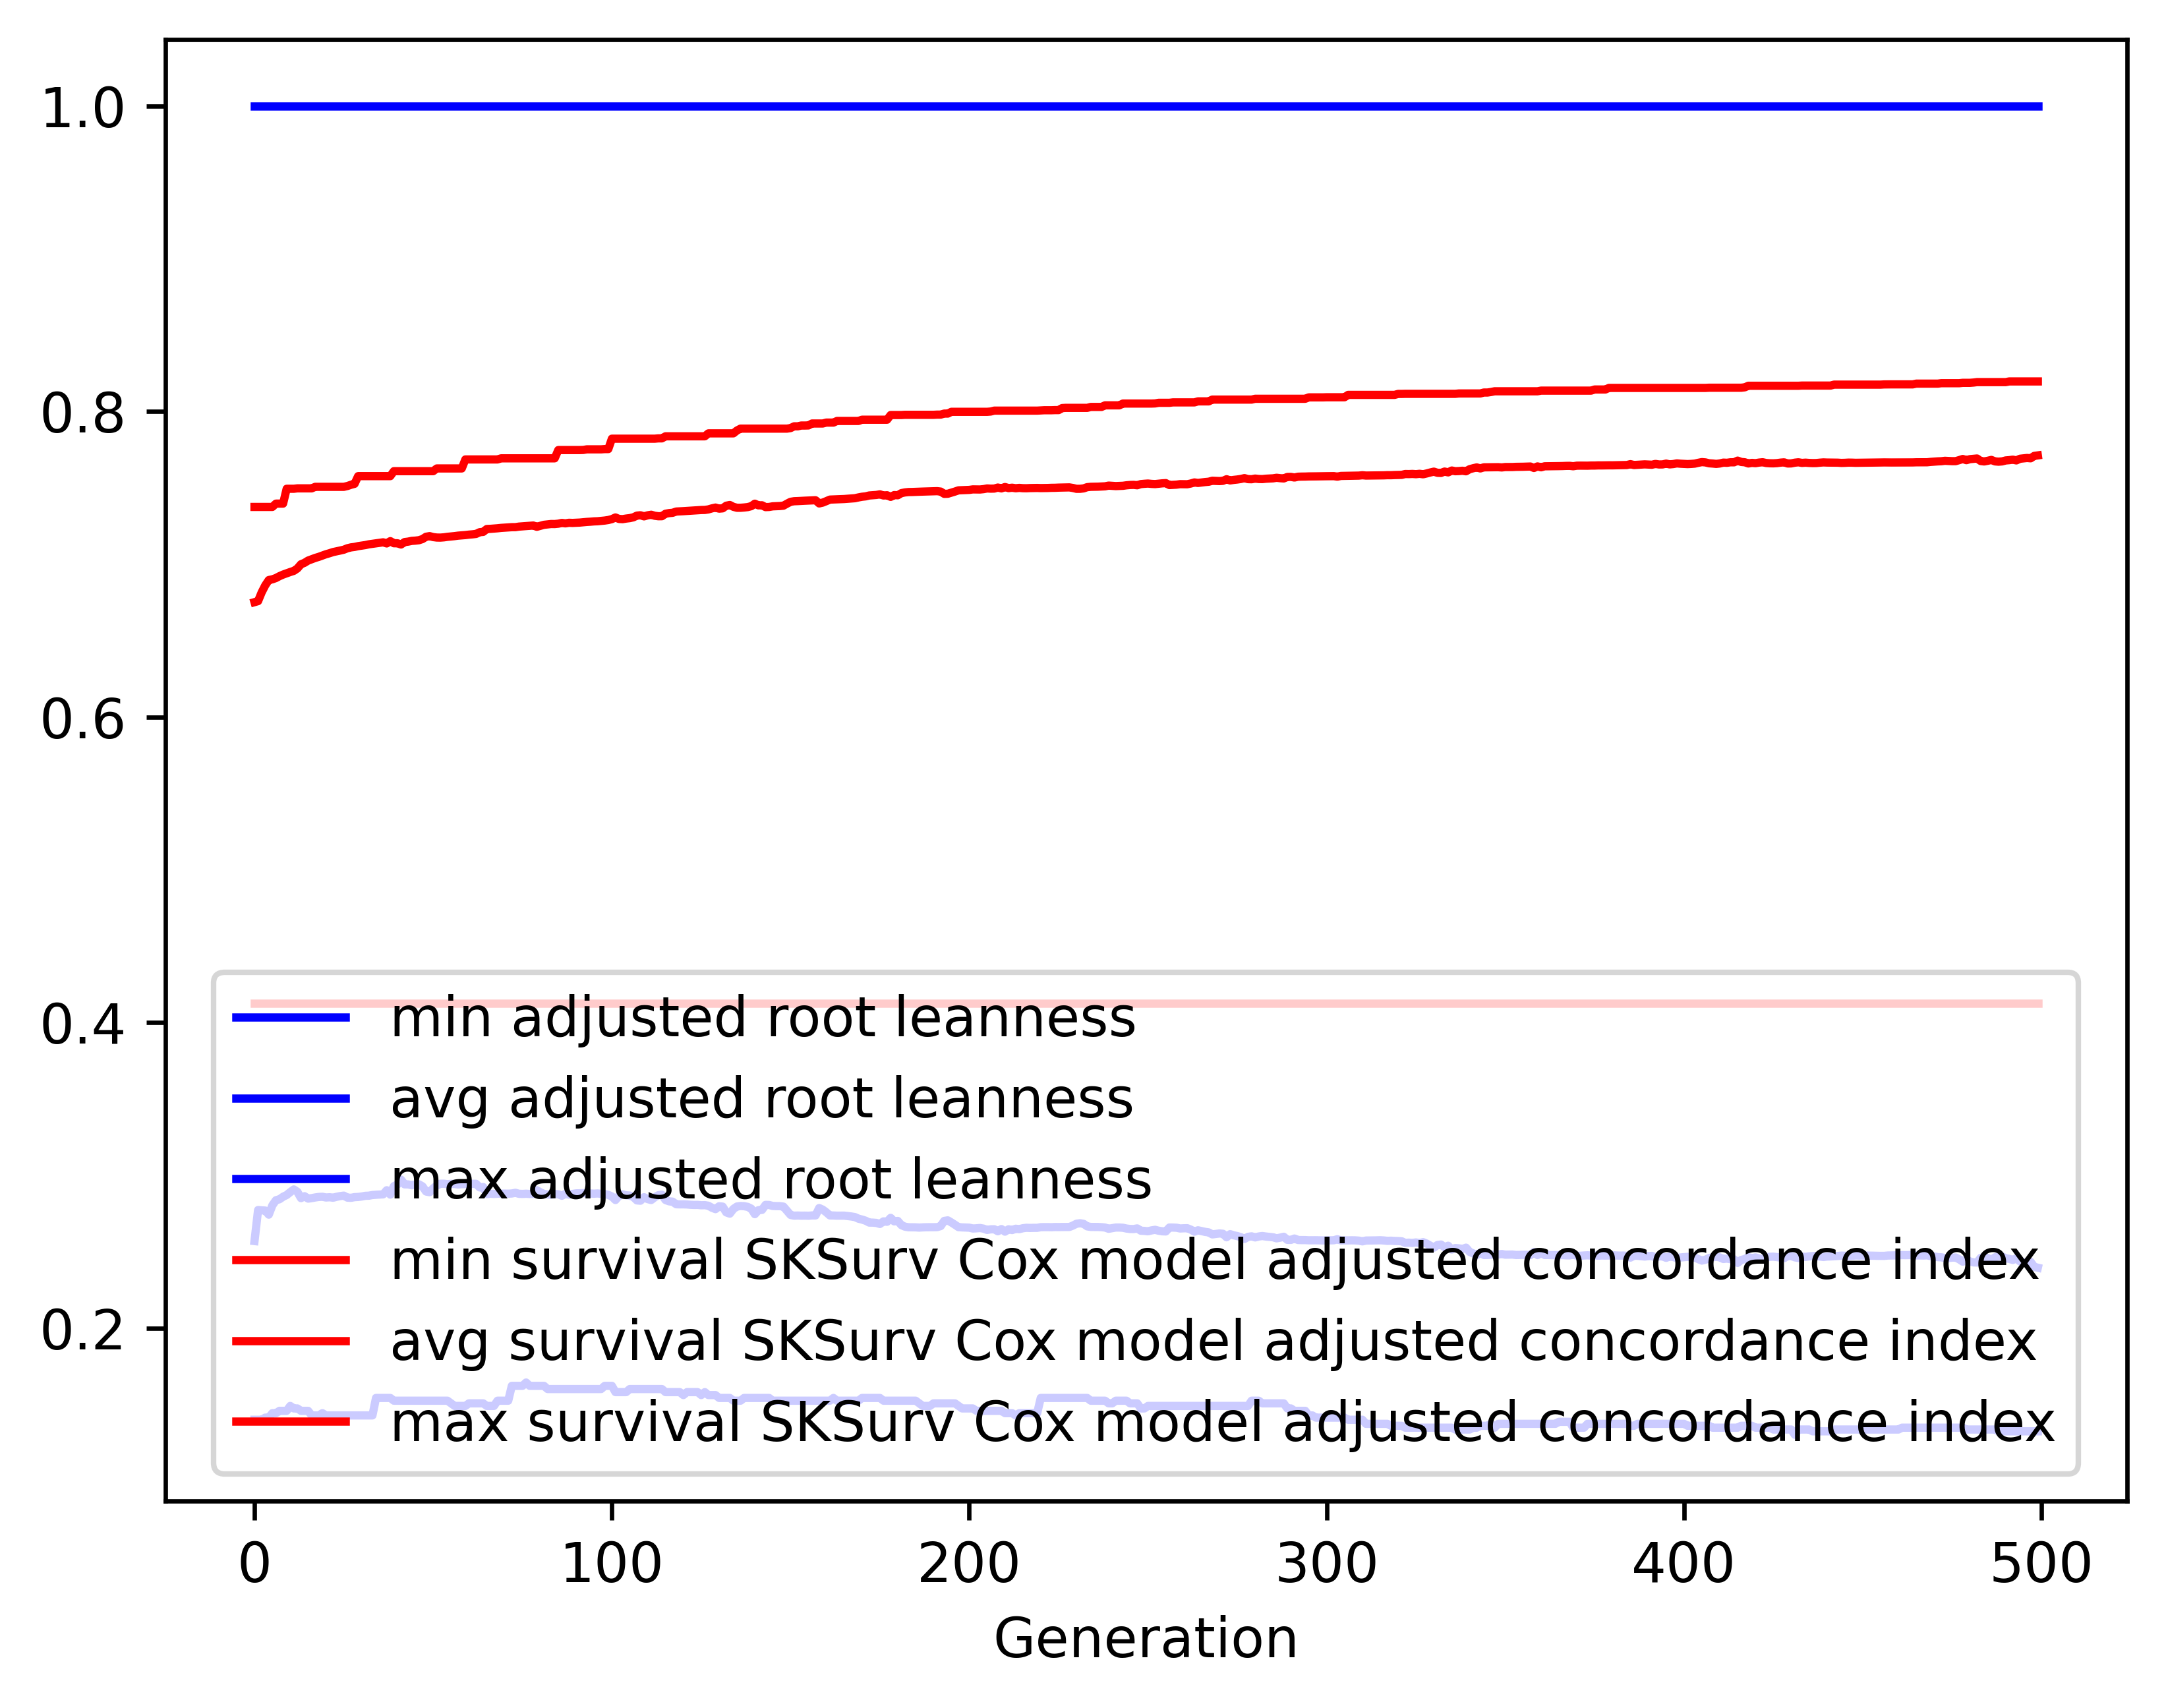 1.0
0.8
0.6
0.4
0.2
min adjusted root leanness
avg adjusted root leanness
max adjusted root leanness
min survival SKSurv Cox model adjusted concordance index
avg survival SKSurv Cox model adjusted concordance index
max survival SKSurv Cox model adjusted concordance index
0 100 200 300 400 500
Generation